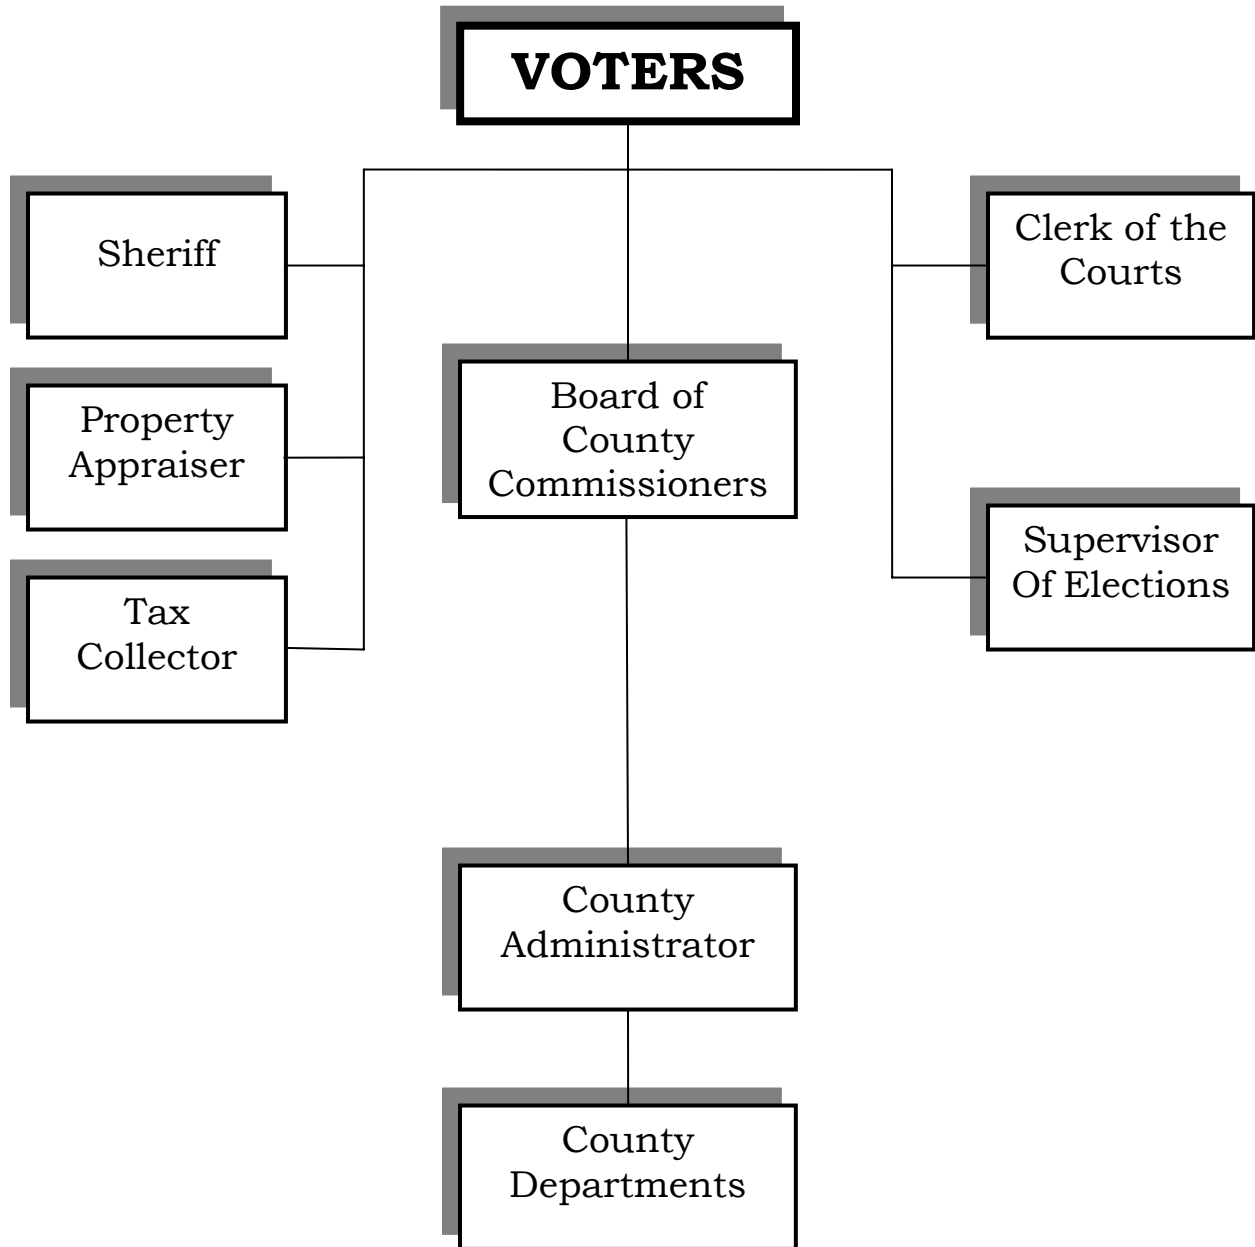 VOTERS
Sheriff
Clerk of the
Courts
Property
Appraiser
Board of
County
Commissioners
Supervisor
Of Elections
Tax
Collector
County
Administrator
County
Departments